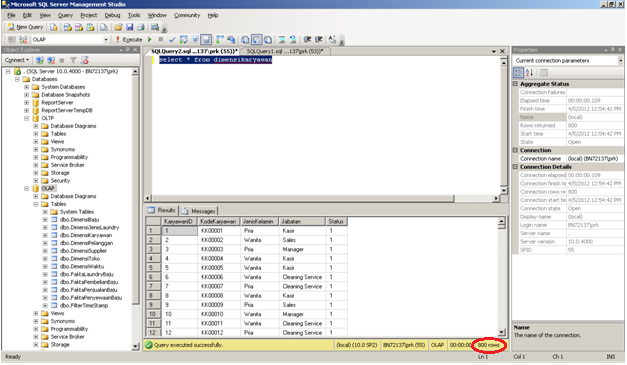 Microsoft SQL Server Management Studio
File Edit View Query Project Debug Tools Window Community Help
New Query
OLAP Execute
Object Explorer
Connect
. (SQL Server 10.0.4000 - BN72137\prk)
Databases
System Databases
Database Snapshots
ReportServer
ReportServerTempDB
OLTP
Database Diagrams
Tables
Views
Synonyms
Programmability
Service Broker
Storage
Security
OLAP
Database Diagrams
Tables
System Tables
dbo.DimensiBaju
dbo.DimensiJenisLaundry
dbo.DimensiKaryawan
dbo.DimensiPelanggan
dbo.DimensiSupplier
dbo.DimensiToko
dbo.DimensiWaktu
dbo.FaktaLaundryBaju
dbo.FaktaPembelianBaju
dbo.FaktaPenjualanBaju
dbo.FaktaPenyewaanBaju
dbo.FilterTimeStamp
Views
Synonyms
Programmability
Service Broker
Storage
SQLQuery2.sql ...137\prk (55))* SQLQuery1.sql ...137\prk (53))*
select * from dimensikaryawan
Results Messages
KaryawanID KodeKaryawan JenisKelamin Jabatan Status
1 1 KK00001 Pria Kasir 1
2 2 KK00002 Wanita Sales 1
3 3 KK00003 Pria Manager 1
4 4 KK00004 Wanita Kasir 1
5 5 KK00005 Wanita Kasir 1
6 6 KK00006 Wanita Cleaning Service 1
7 7 KK00007 Pria Cleaning Service 1
8 8 KK00008 Pria Kasir 1
9 9 KK00009 Pria Sales 1
10 10 KK00010 Wanita Manager 1
11 11 KK00011 Wanita Cleaning Service 1
12 12 KK00012 Pria Cleaning Service 1
Query executed successfully. (local) (10.0 SP2) BN72137\prk (55) OLAP 00:00:00 800 rows
Properties
Current connection parameters
Aggregate Status
Connection failures
Elapsed time 00:00:00.109
Finish time 4/5/2012 12:54:42 PM
Name (local)
Rows returned 800
Start time 4/5/2012 12:54:42 PM
State Open
Connection
Connection name (local) (BN72137\prk)
Connection Details
Connection elapsed 00:00:00.109
Connection finish 4/5/2012 12:54:42 PM
Connection rows re 800
Connection start 4/5/2012 12:54:42 PM
Connection state Open
Display name (local)
Login name BN72137\prk
Server name .
Server version 10.0.4000
SPID 55
Name
The name of the connection.
Ready Ln 1 Col 1 Ch 1 INS